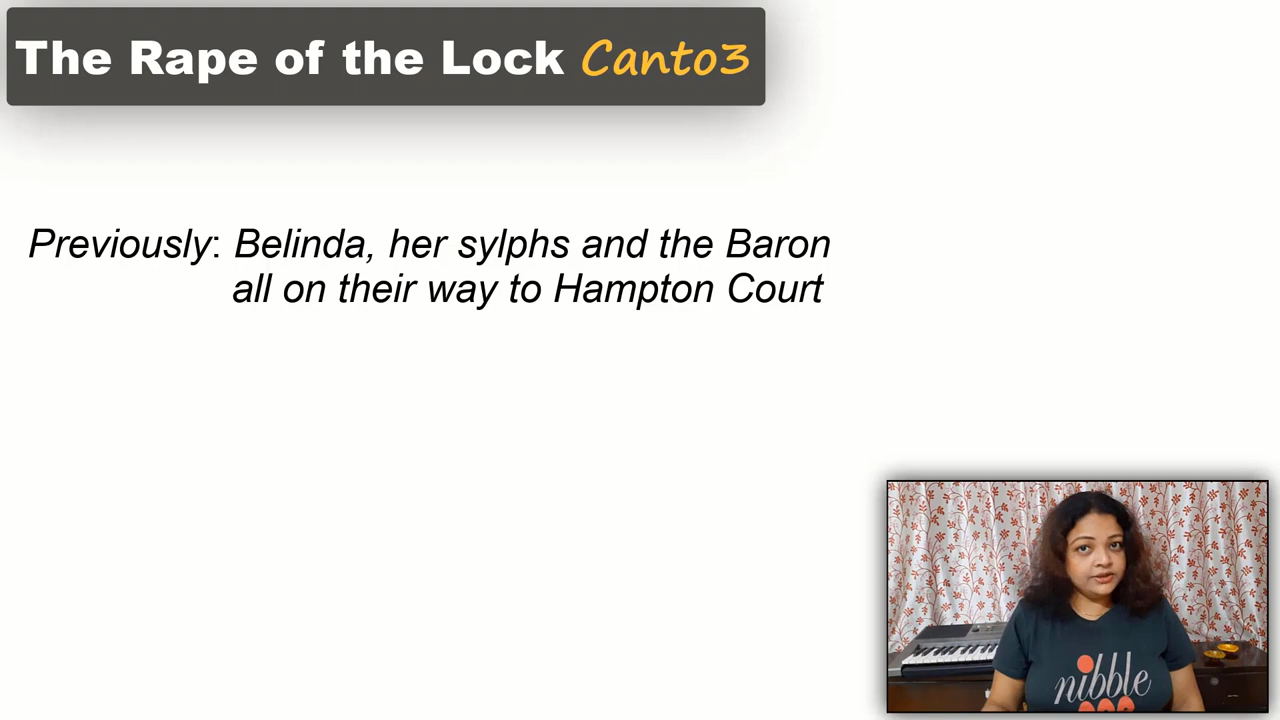 The Rape of the Lock Canto3
Previously: Belinda, her sylphs and the Baron
all on their way to Hampton Court
nibble